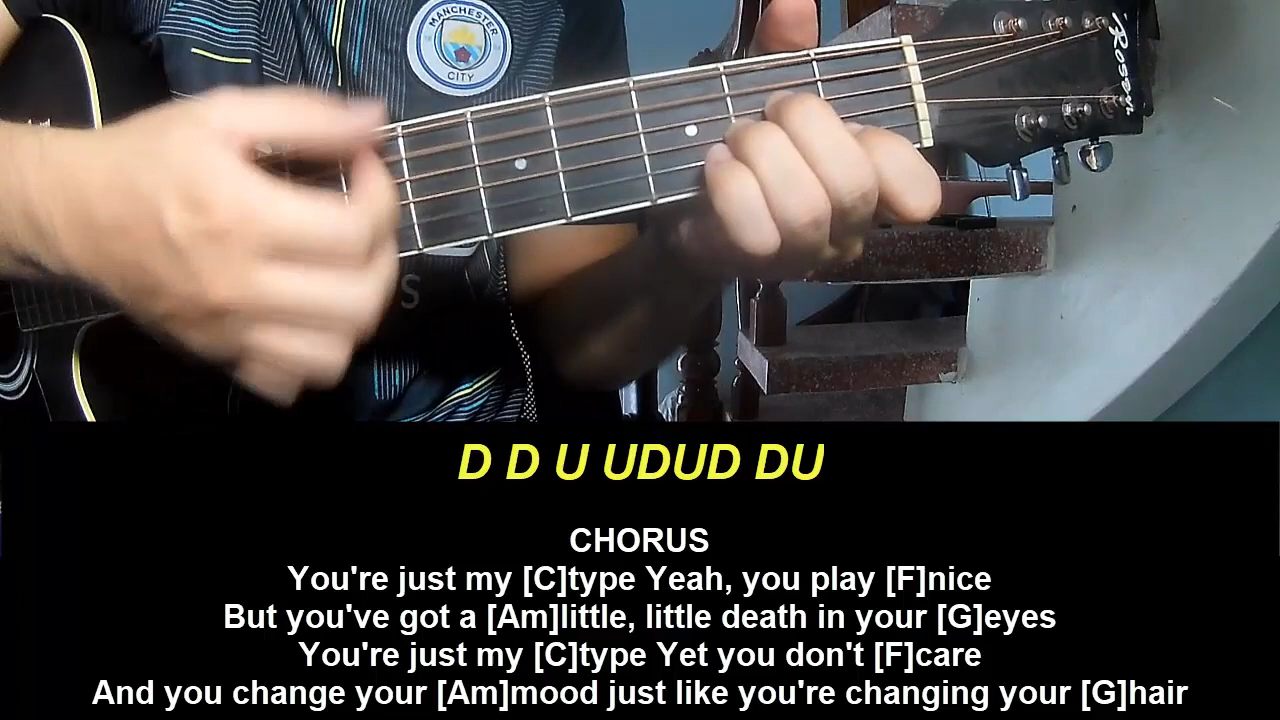 MANCHESTER
CITY
Rosen
S
D D U UDUD DU
CHORUS
You're just my [C]type Yeah, you play [F]nice
But you've got a [Am]little, little death in your [G]eyes
You're just my [C]type Yet you don't [F]care
And you change your [Am]mood just like you're changing your [G]hair